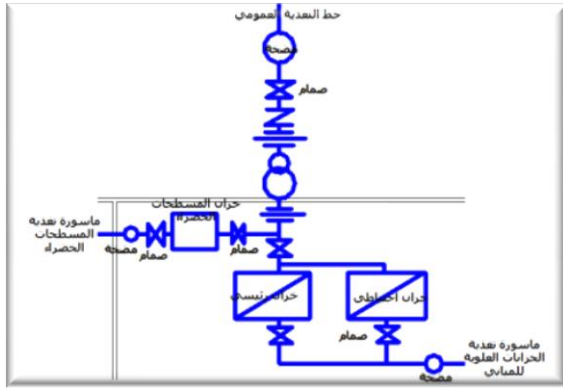 خط التغذية العمومي
مضخة
صمام
خزان المسطحات
الخضراء
ماسورة تغذية
المسطحات
الخضراء
مضخة
صمام
صمام
خزان رئيسي
خزان احتياطي
صمام
ماسورة تغذية
الخزانات العلوية
للمباني
مضخة